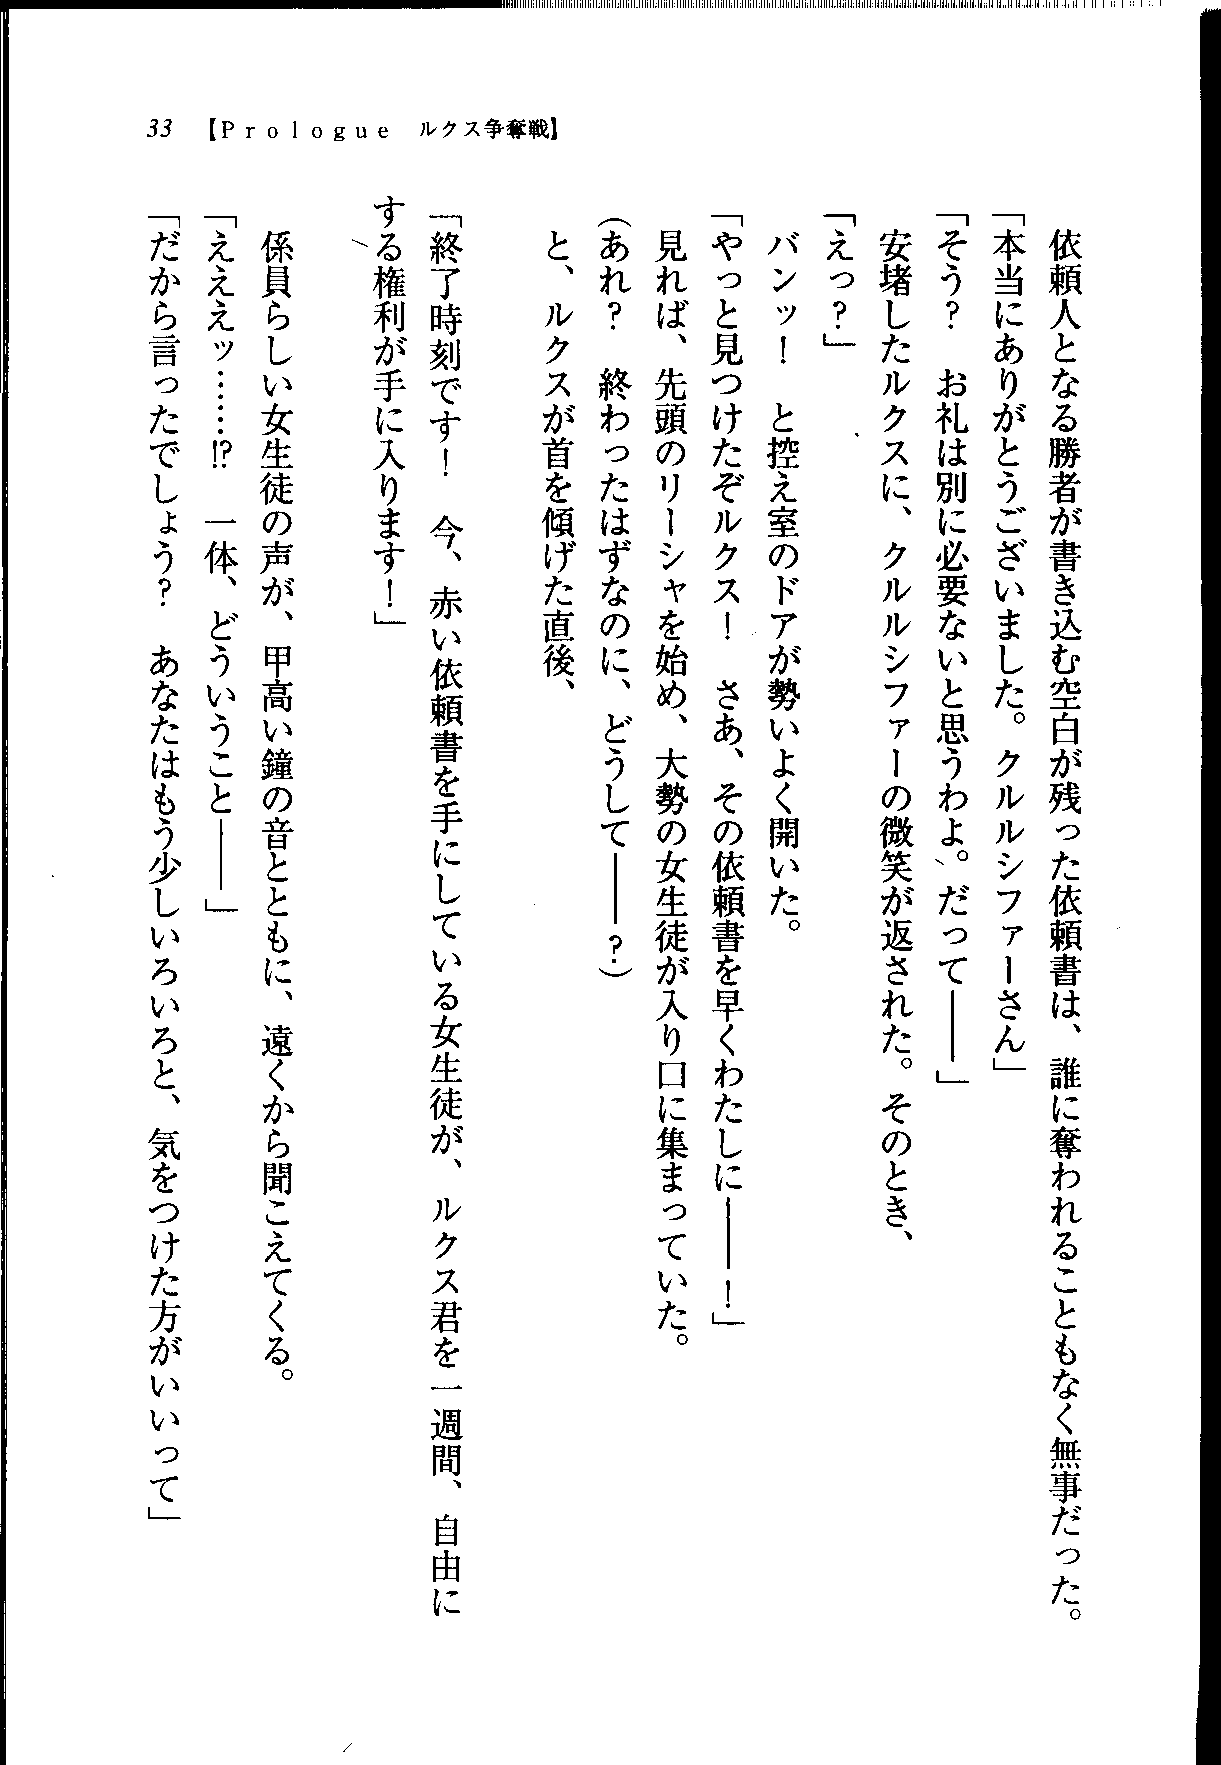 33 【Prologue　ルクス争奪戦】
　依頼人となる勝者が書き込む空白が残った依頼書は、誰に奪われることもなく無事だった。
「本当にありがとうございました。クルルシファーさん」
「そう？　お礼は別に必要ないと思うわよ。だって――」
　安堵したルクスに、クルルシファーの微笑が返された。そのとき、
「えっ？」
　バンッ！　と控え室のドアが勢いよく開いた。
「やっと見つけたぞルクス！　さあ、その依頼書を早くわたしに――！」
　見れば、先頭のリーシャを始め、大勢の女生徒が入り口に集まっていた。
（あれ？　終わったはずなのに、どうして――？）
　と、ルクスが首を傾げた直後、
「終了時刻です！　今、赤い依頼書を手にしている女生徒が、ルクス君を一週間、自由に
する権利が手に入ります！」
　係員らしい女生徒の声が、甲高い鐘の音とともに、遠くから聞こえてくる。
「えええッ……!?　一体、どういうこと――」
「だから言ったでしょう？　あなたはもう少しいろいろと、気をつけた方がいいって」